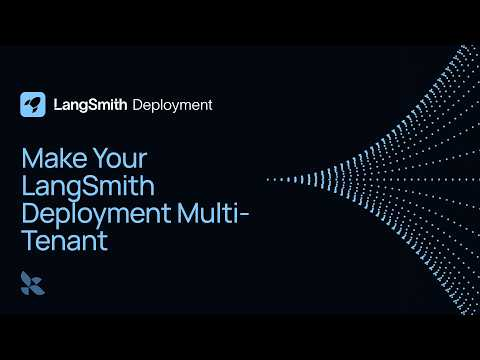 LangSmith Deployment
Make Your
LangSmith
Deployment Multi-
Tenant